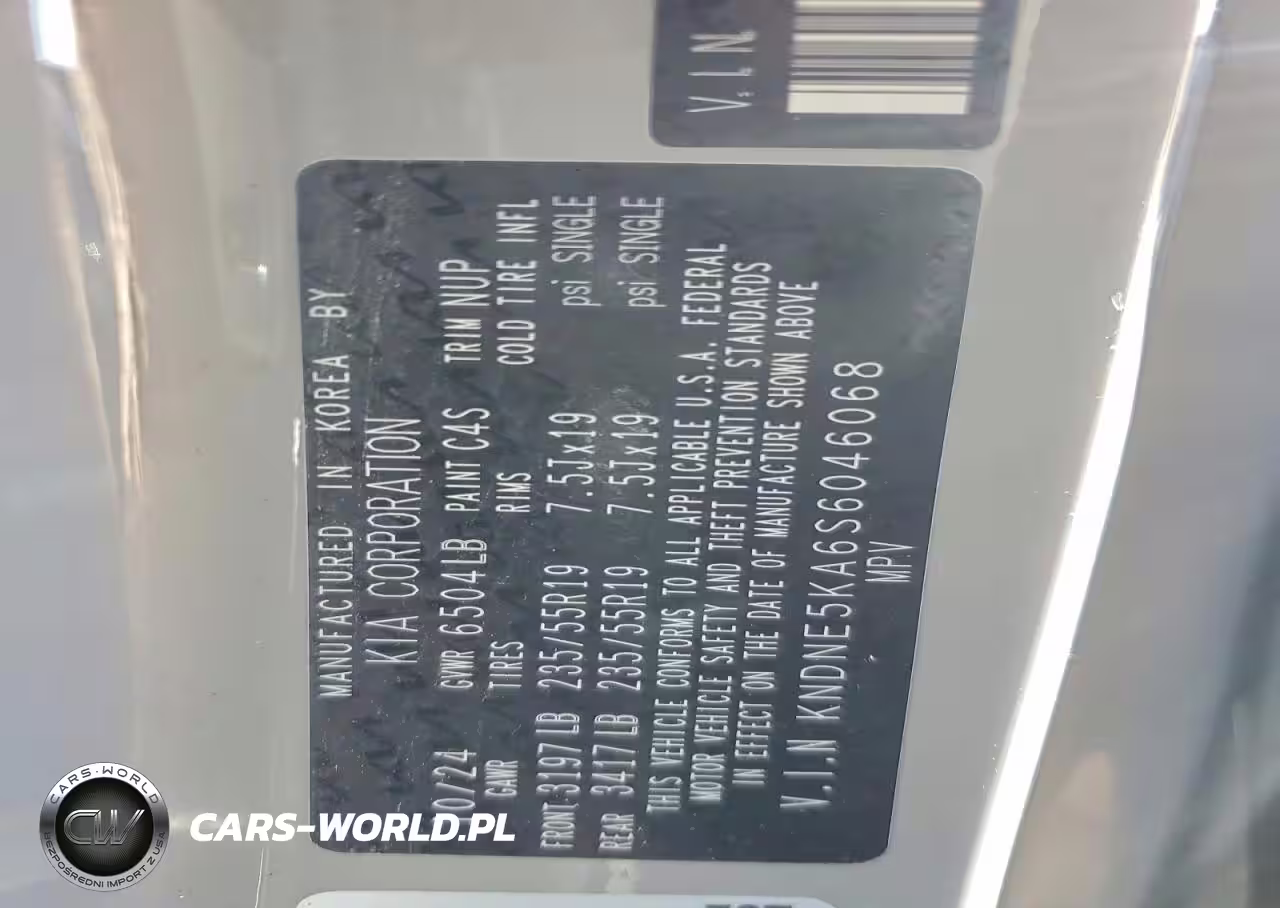 V.I.N.
MANUFACTURED IN KOREA BY
KIA CORPORATION
10/24 GVWR 6504LB PAINT C4S TRIM NUP
GAWR TIRES RIMS COLD TIRE INFL
FRONT 3197LB 235/55R19 7.5Jx19 psi SINGLE
REAR 3417LB 235/55R19 7.5Jx19 psi SINGLE
THIS VEHICLE CONFORMS TO ALL APPLICABLE U.S.A. FEDERAL
MOTOR VEHICLE SAFETY AND THEFT PREVENTION STANDARDS
IN EFFECT ON THE DATE OF MANUFACTURE SHOWN ABOVE
V.I.N KNDNE5KA6S6046068
MPV
CARS-WORLD
CW
BEZPOŚREDNI IMPORT Z USA
CARS-WORLD.PL